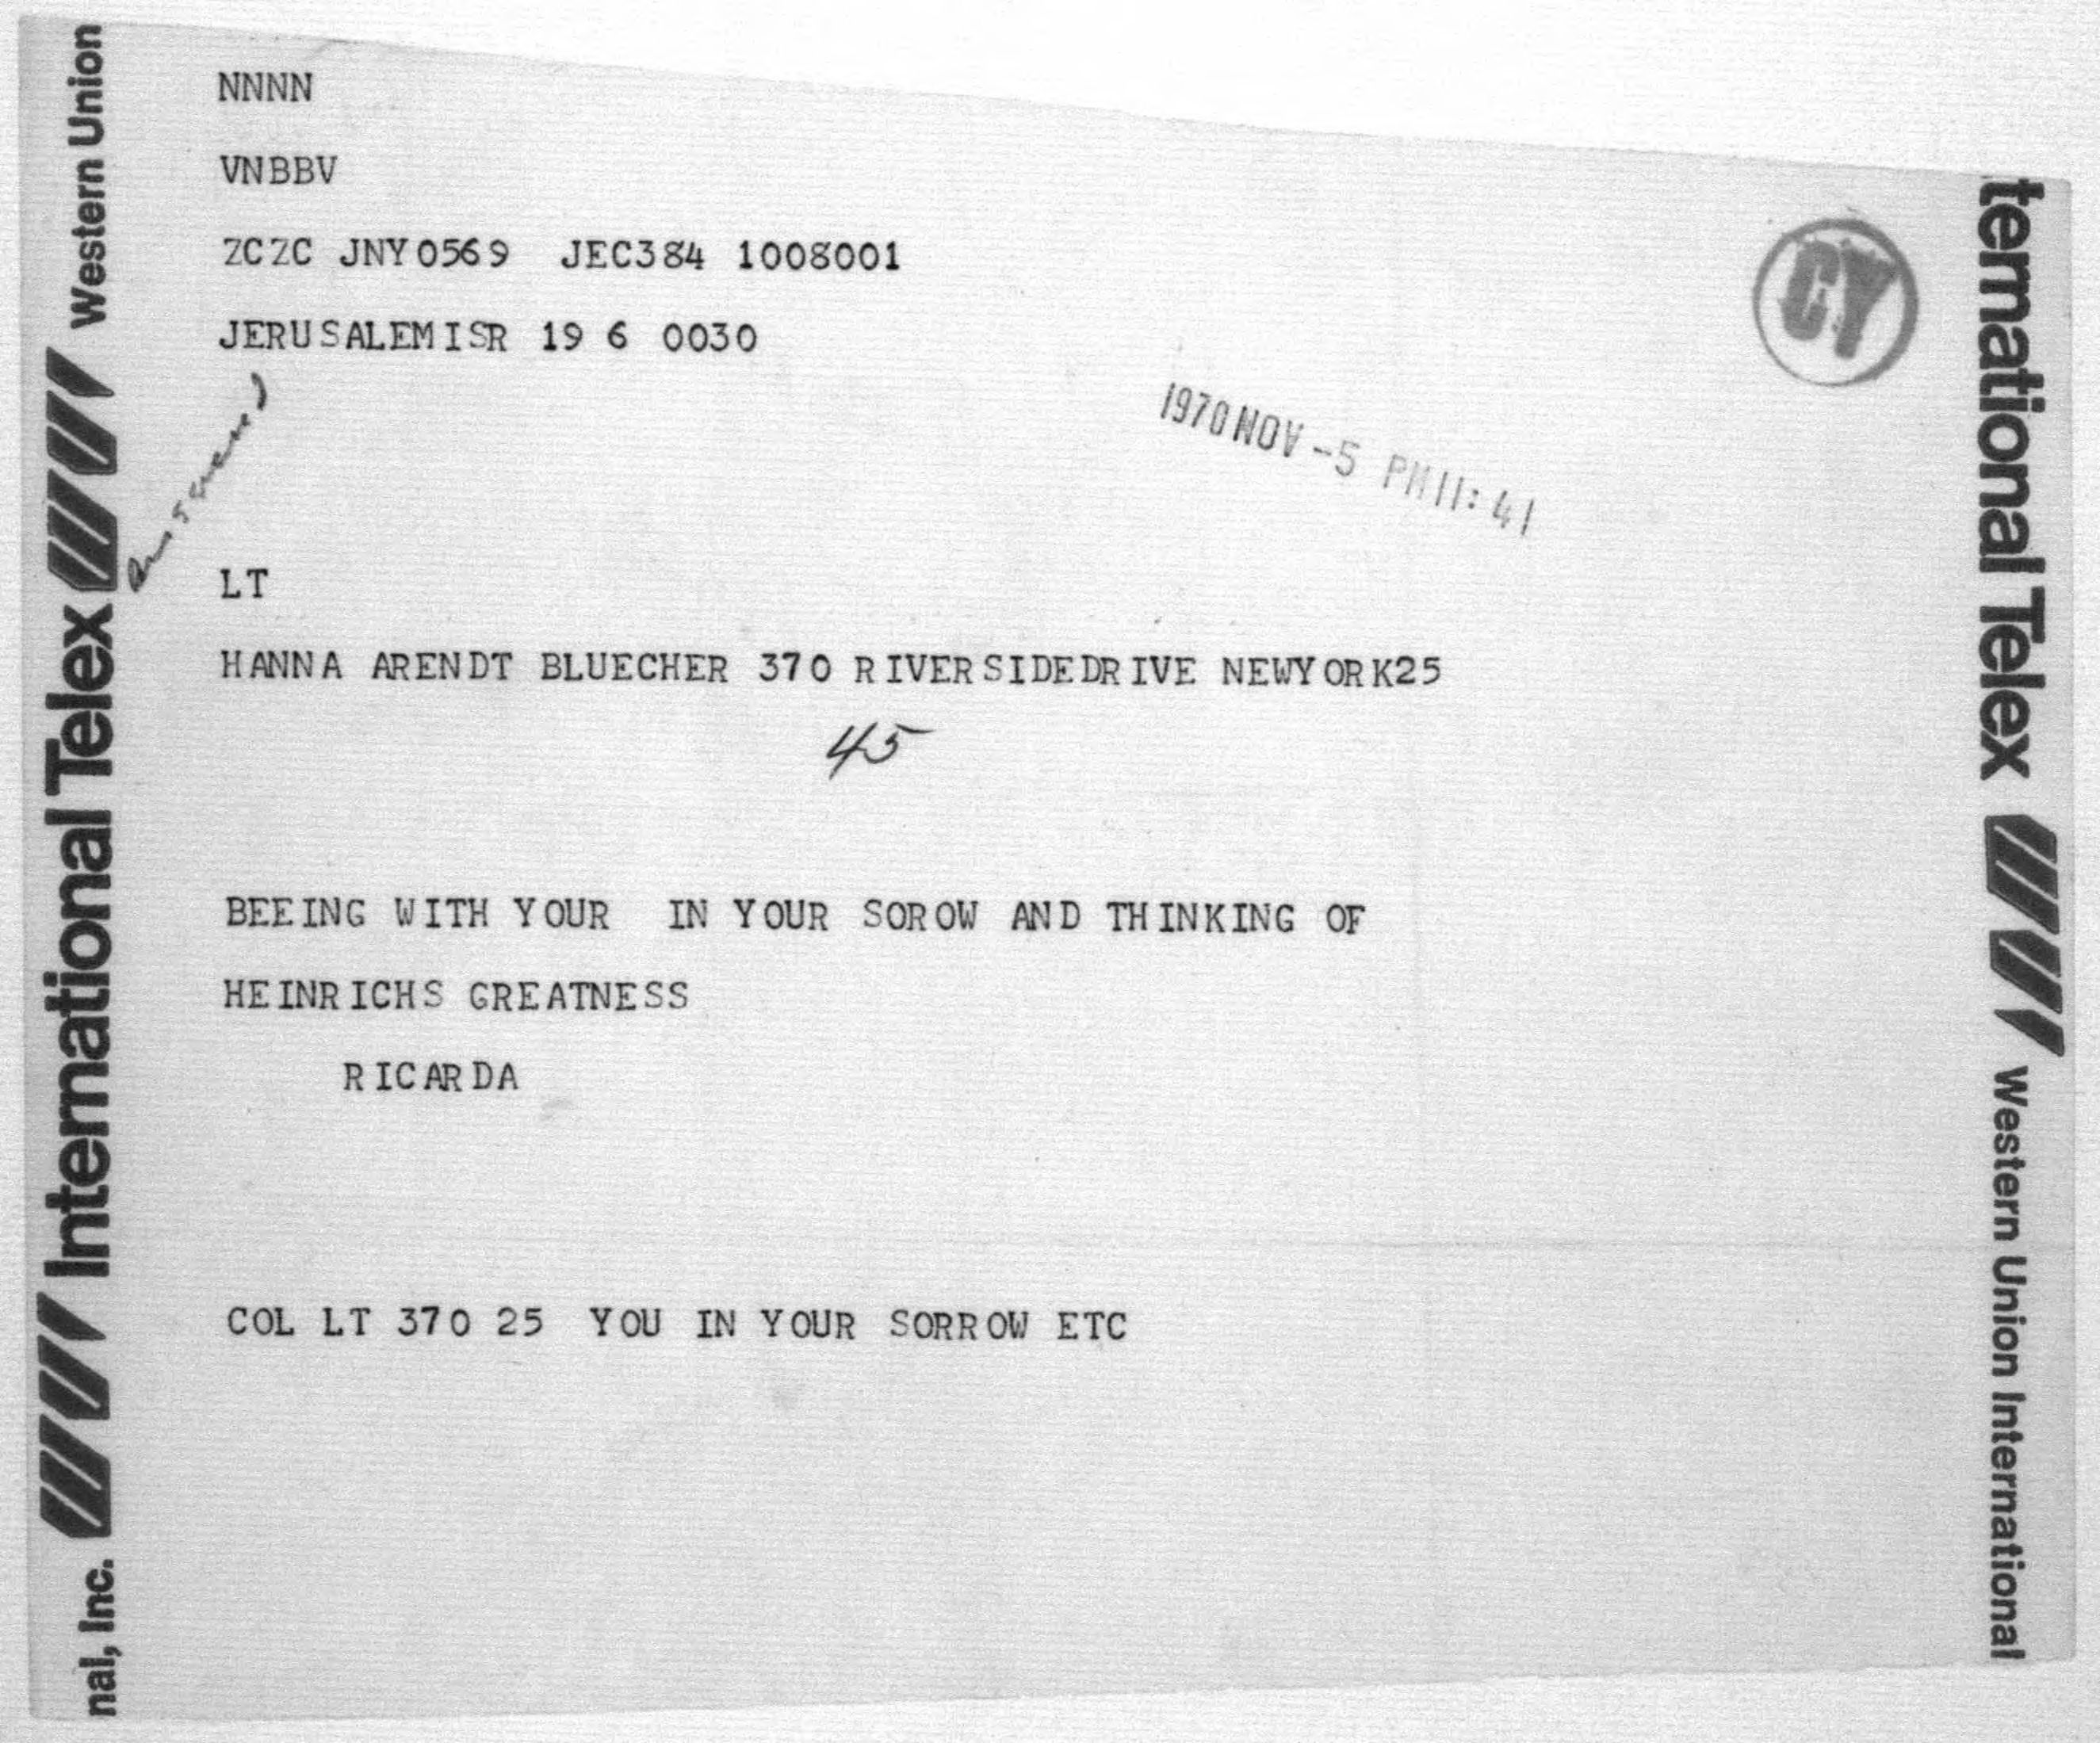 NNNN
VNBBV
ZCZC JNY0569 JEC384 1008001
JERUSALEMISR 19 6 0030
CY
1970 NOV -5 PM 11: 41
LT
HANNA ARENDT BLUECHER 370 RIVERSIDEDRIVE NEWYORK25
45
BEEING WITH YOUR IN YOUR SOROW AND THINKING OF
HEINRICHS GREATNESS
RICARDA
COL LT 370 25 YOU IN YOUR SORROW ETC
nal, Inc. International Telex Western Union
ternational Telex Western Union International